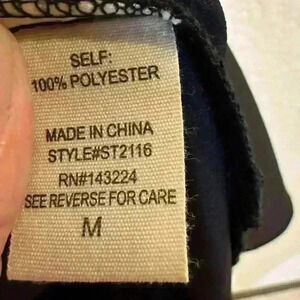 SELF:
100% POLYESTER
MADE IN CHINA
STYLE#ST2116
RN#143224
SEE REVERSE FOR CARE
M